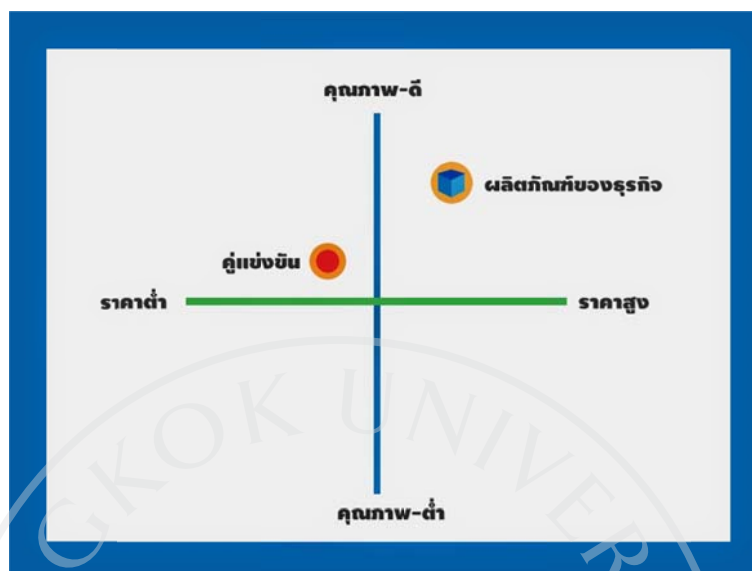 คุณภาพ-ดี
ผลิตภัณฑ์ของธุรกิจ
คู่แข่งขัน
ราคาต่ำ
ราคาสูง
คุณภาพ-ต่ำ
GKOK UNIVER